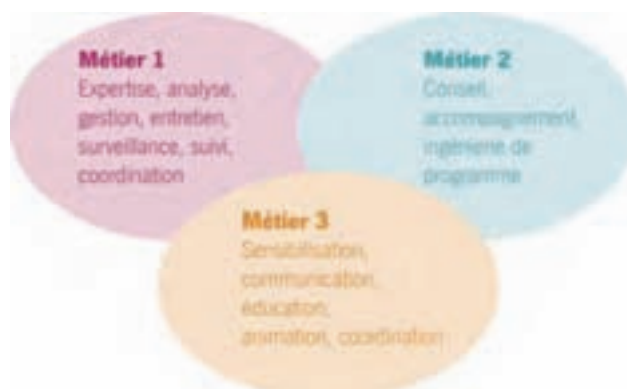 Métier 1
Expertise, analyse,
gestion, entretien,
surveillance, suivi,
coordination
Métier 2
Conseil,
accompagnement,
ingénierie de
programme
Métier 3
Sensibilisation,
communication,
éducation,
animation, coordination